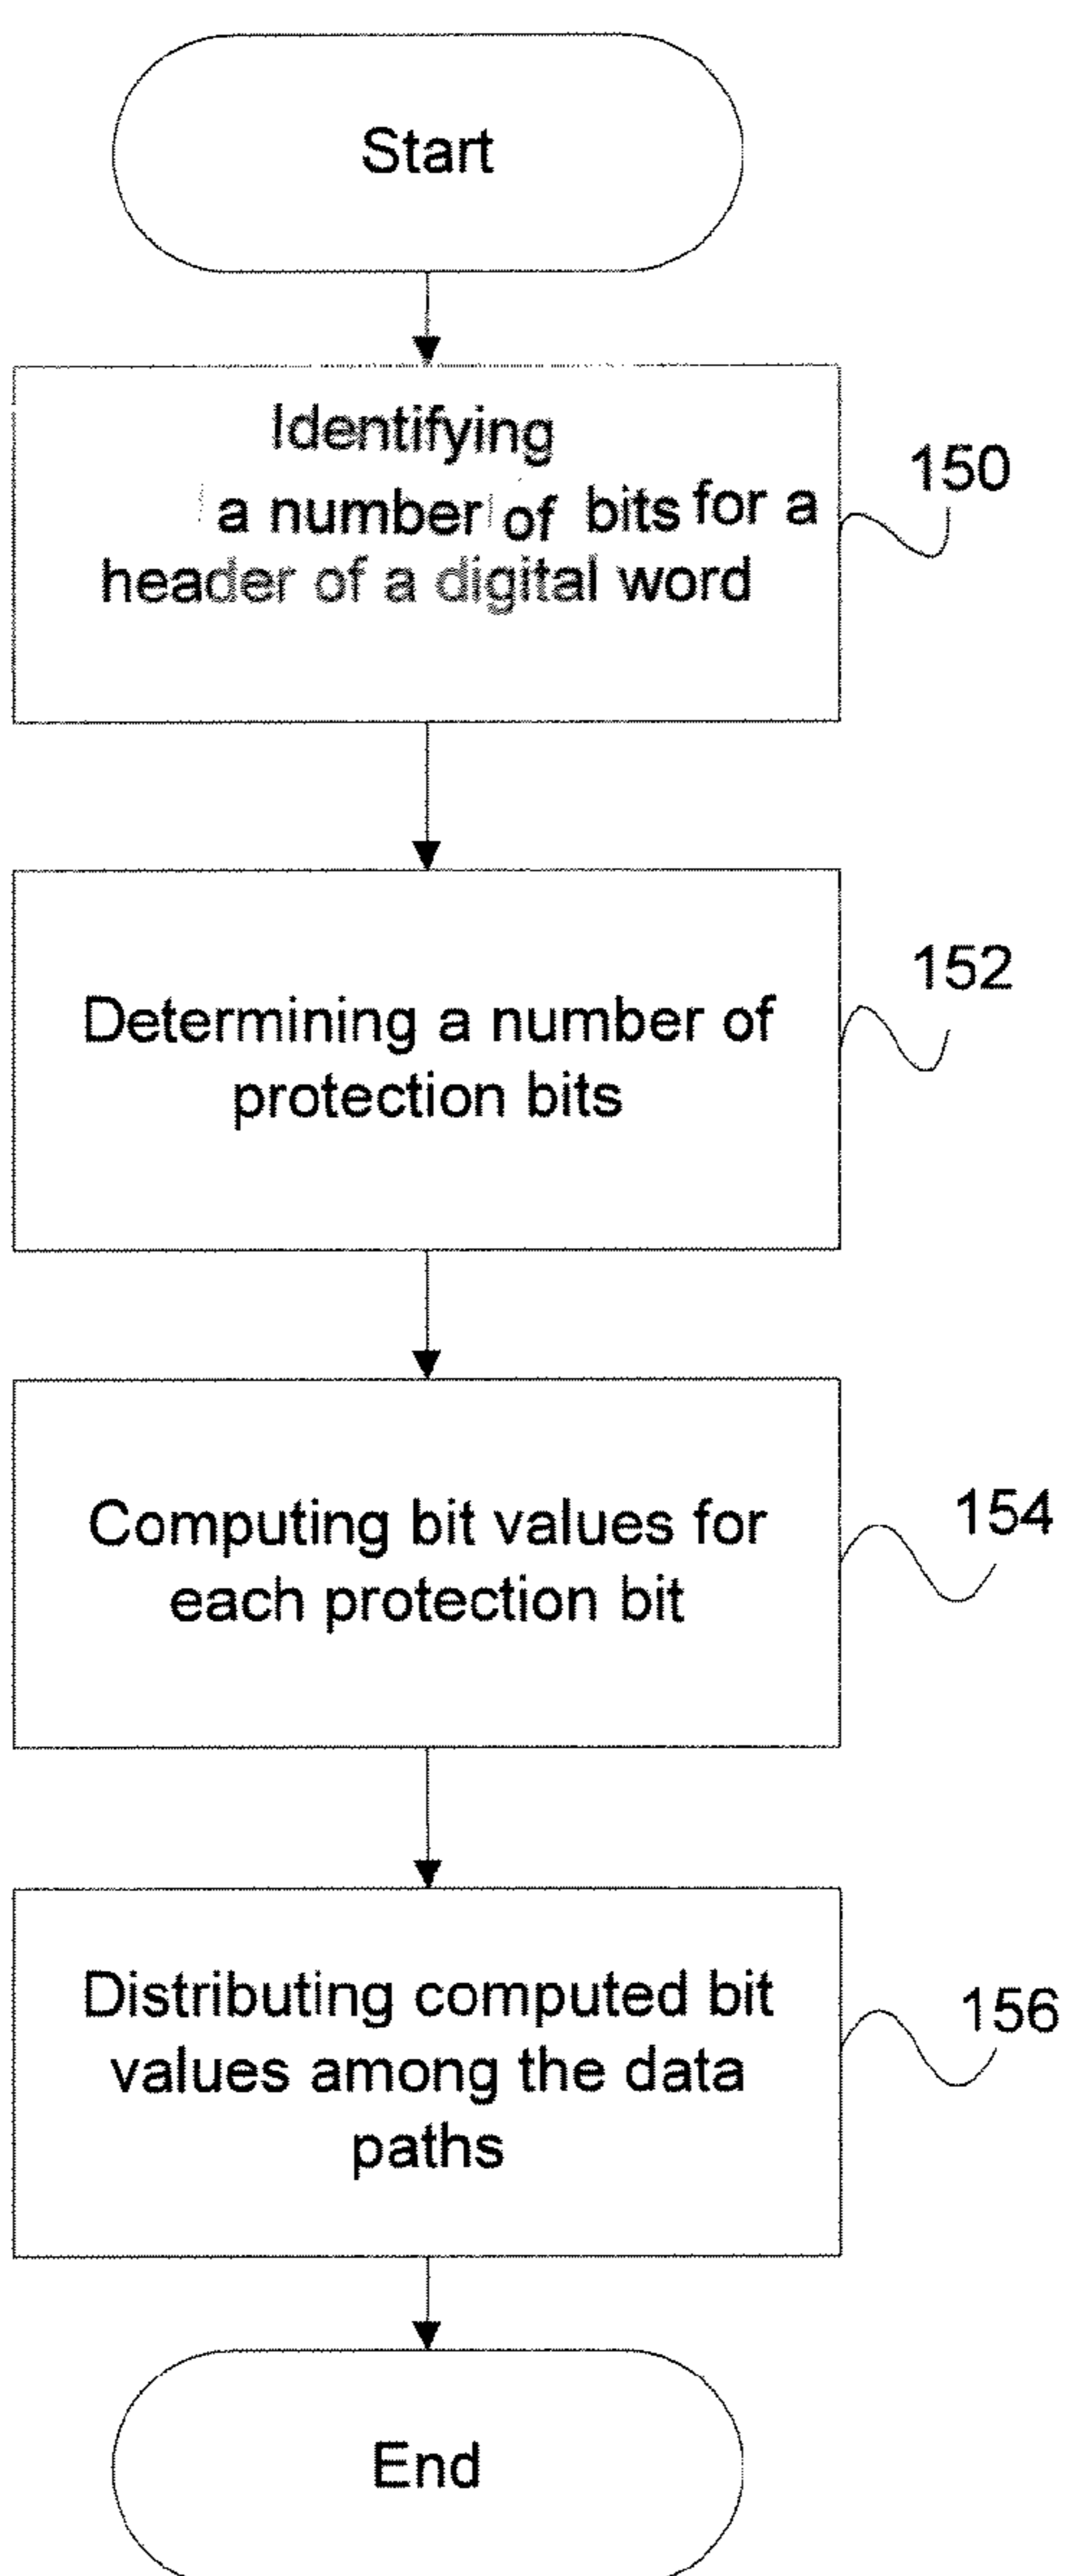 Start
Identifying
a number of bits for a
header of a digital word
150
Determining a number of
protection bits
152
Computing bit values for
each protection bit
154
Distributing computed bit
values among the data
paths
156
End